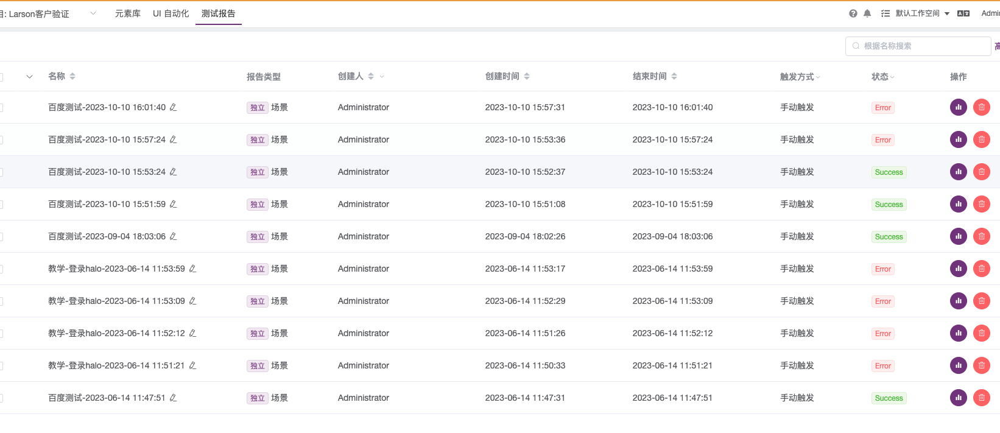 : Larson客户验证 元素库 UI 自动化 测试报告 默认工作空间 Admin
根据名称搜索
名称 报告类型 创建人 创建时间 结束时间 触发方式 状态 操作
百度测试-2023-10-10 16:01:40 独立 场景 Administrator 2023-10-10 15:57:31 2023-10-10 16:01:40 手动触发 Error
百度测试-2023-10-10 15:57:24 独立 场景 Administrator 2023-10-10 15:53:36 2023-10-10 15:57:24 手动触发 Error
百度测试-2023-10-10 15:53:24 独立 场景 Administrator 2023-10-10 15:52:37 2023-10-10 15:53:24 手动触发 Success
百度测试-2023-10-10 15:51:59 独立 场景 Administrator 2023-10-10 15:51:08 2023-10-10 15:51:59 手动触发 Success
百度测试-2023-09-04 18:03:06 独立 场景 Administrator 2023-09-04 18:02:26 2023-09-04 18:03:06 手动触发 Success
教学-登录halo-2023-06-14 11:53:59 独立 场景 Administrator 2023-06-14 11:53:17 2023-06-14 11:53:59 手动触发 Error
教学-登录halo-2023-06-14 11:53:09 独立 场景 Administrator 2023-06-14 11:52:29 2023-06-14 11:53:09 手动触发 Error
教学-登录halo-2023-06-14 11:52:12 独立 场景 Administrator 2023-06-14 11:51:26 2023-06-14 11:52:12 手动触发 Error
教学-登录halo-2023-06-14 11:51:21 独立 场景 Administrator 2023-06-14 11:50:33 2023-06-14 11:51:21 手动触发 Error
百度测试-2023-06-14 11:47:51 独立 场景 Administrator 2023-06-14 11:47:31 2023-06-14 11:47:51 手动触发 Success